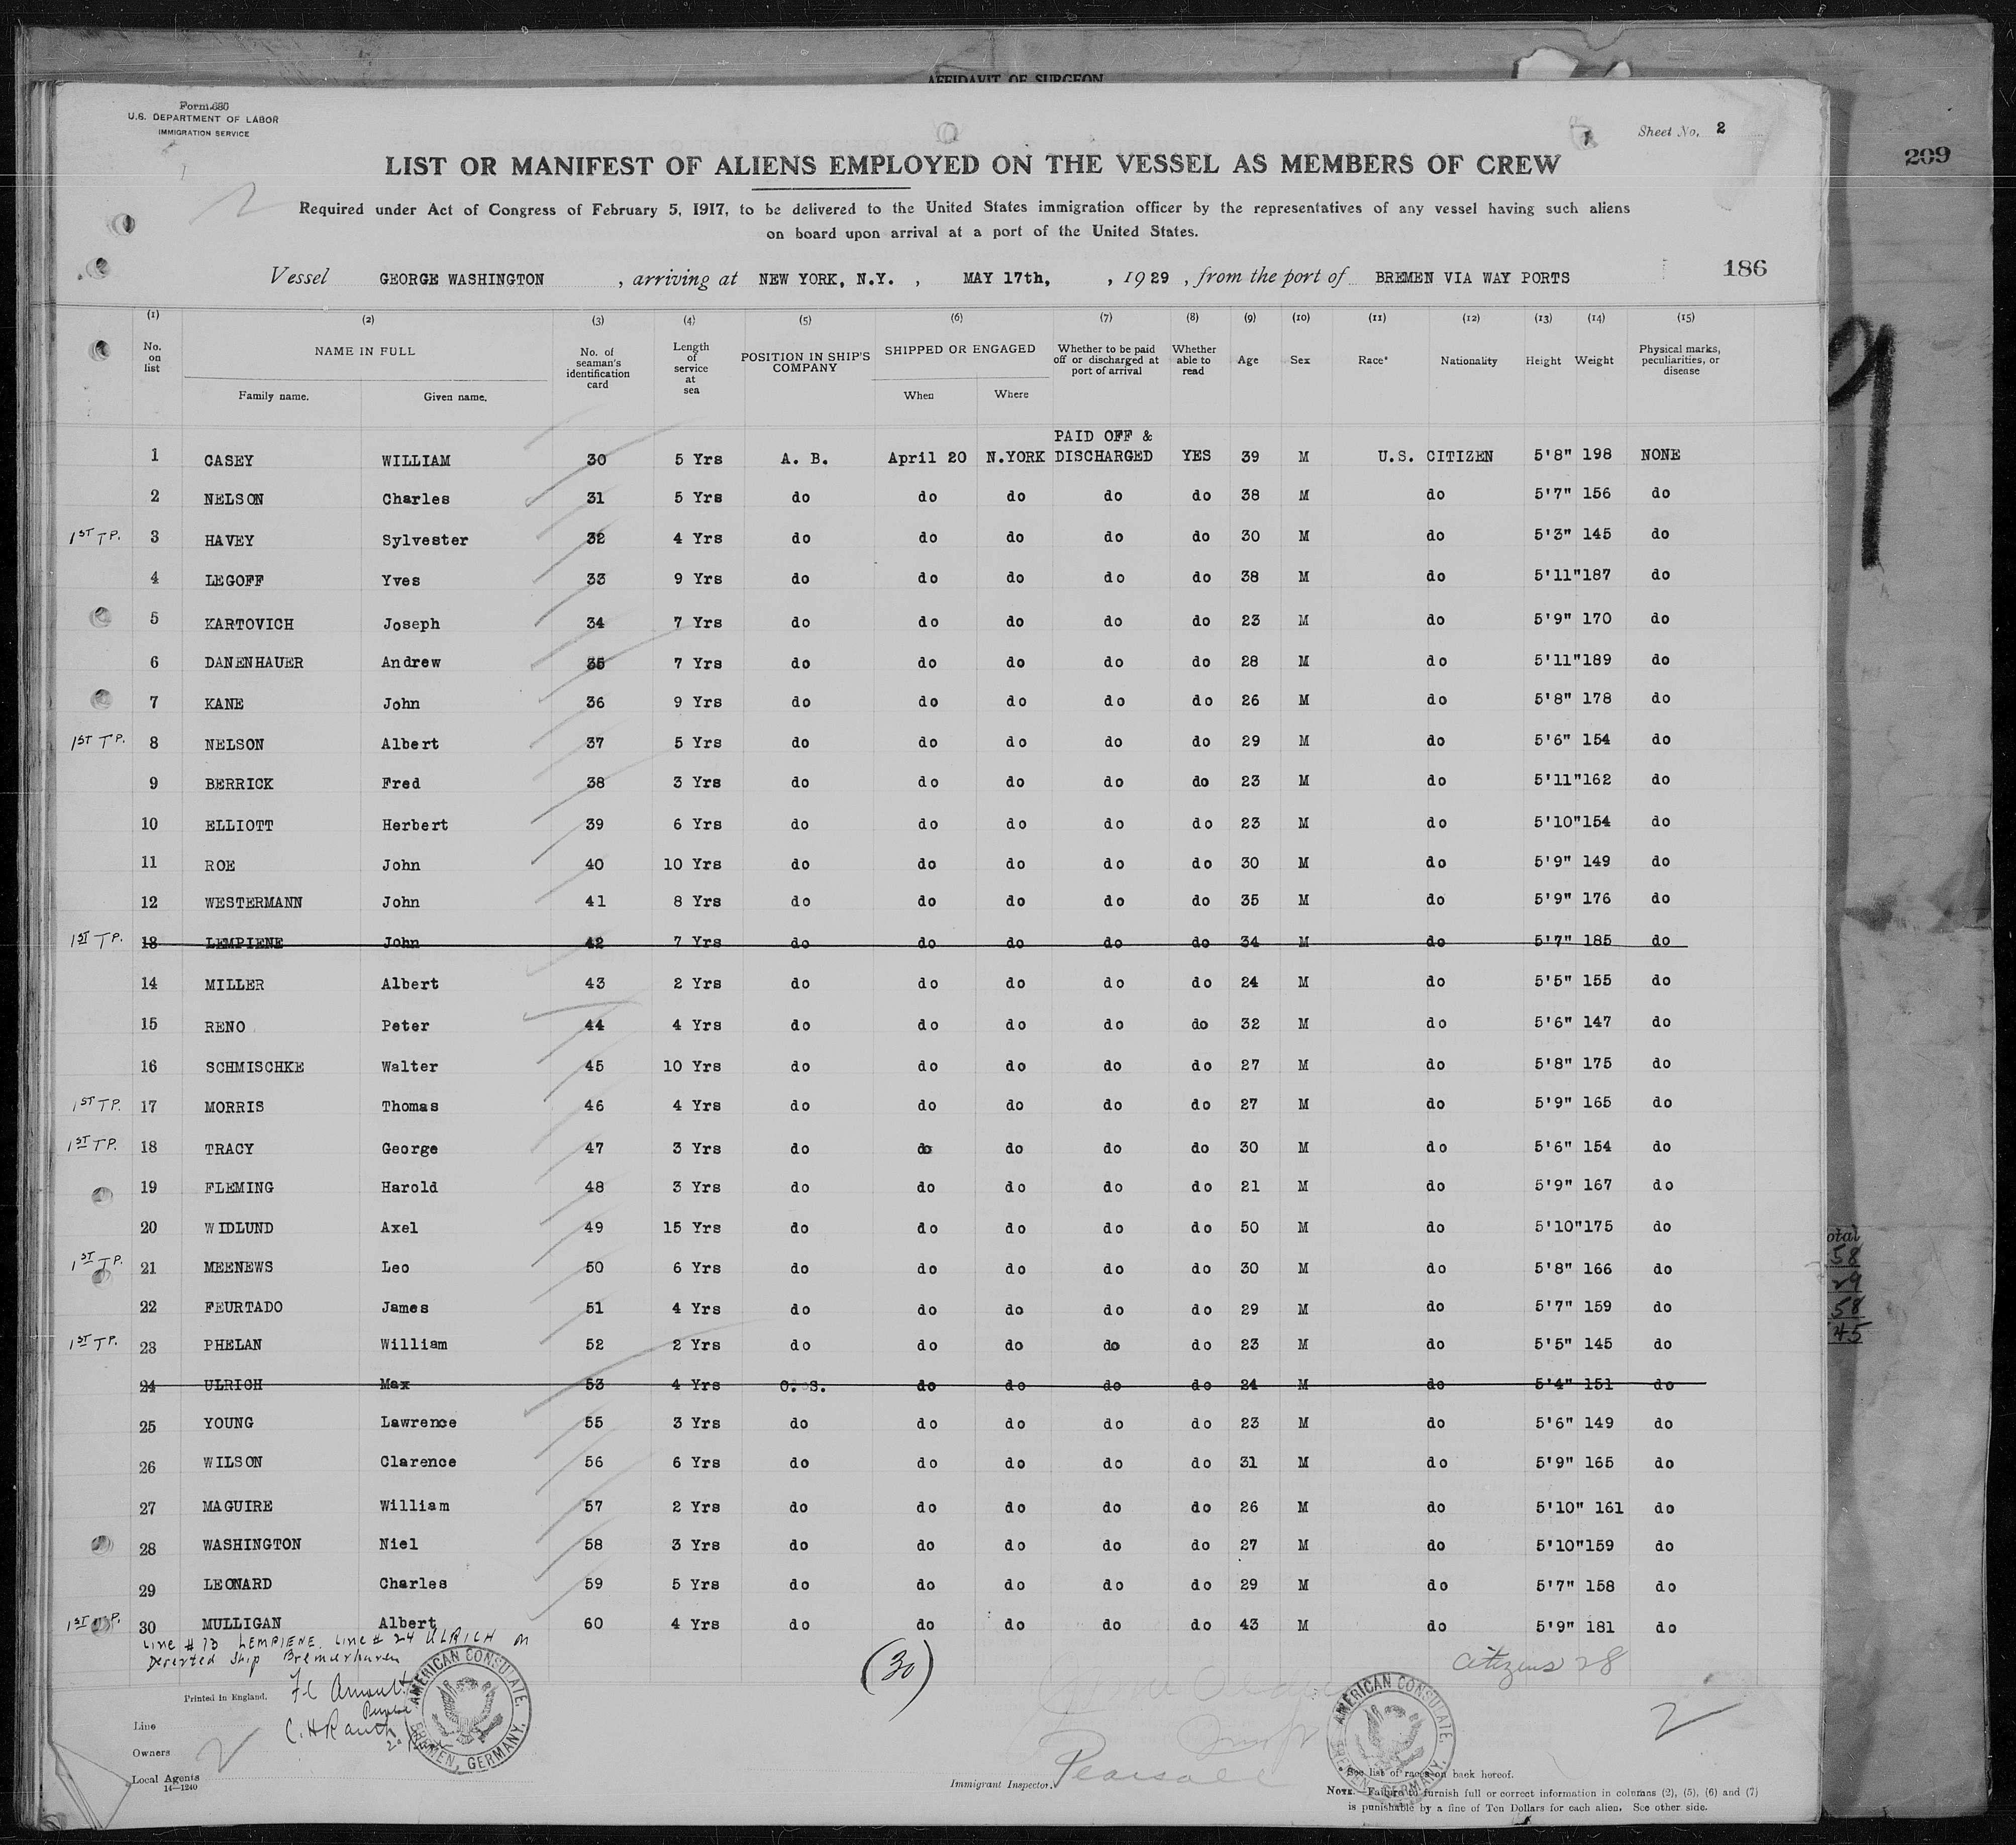 AFFIDAVIT OF SURGEON
Form 680
U.S. DEPARTMENT OF LABOR
IMMIGRATION SERVICE
Sheet No. 2
209
LIST OR MANIFEST OF ALIENS EMPLOYED ON THE VESSEL AS MEMBERS OF CREW
Required under Act of Congress of February 5, 1917, to be delivered to the United States immigration officer by the representatives of any vessel having such aliens
on board upon arrival at a port of the United States.
Vessel GEORGE WASHINGTON , arriving at NEW YORK, N.Y. , MAY 17th, , 1929 , from the port of BREMEN VIA WAY PORTS
186
(1) (2) (3) (4) (5) (6) (7) (8) (9) (10) (11) (12) (13) (14) (15)
No. on list NAME IN FULL Family name. Given name. No. of seaman's identification card Length of service at sea POSITION IN SHIP'S COMPANY SHIPPED OR ENGAGED When Where Whether to be paid off or discharged at port of arrival Whether able to read Age Sex Race* Nationality Height Weight Physical marks, peculiarities, or disease
1 CASEY WILLIAM 30 5 Yrs A. B. April 20 N.YORK PAID OFF & DISCHARGED YES 39 M U.S. CITIZEN 5'8" 198 NONE
2 NELSON Charles 31 5 Yrs do do do do do 38 M do 5'7" 156 do
1ST TP. 3 HAVEY Sylvester 32 4 Yrs do do do do do 30 M do 5'3" 145 do
4 LEGOFF Yves 33 9 Yrs do do do do do 38 M do 5'11" 187 do
5 KARTOVICH Joseph 34 7 Yrs do do do do do 23 M do 5'9" 170 do
6 DANENHAUER Andrew 35 7 Yrs do do do do do 28 M do 5'11" 189 do
7 KANE John 36 9 Yrs do do do do do 26 M do 5'8" 178 do
1ST TP. 8 NELSON Albert 37 5 Yrs do do do do do 29 M do 5'6" 154 do
9 BERRICK Fred 38 3 Yrs do do do do do 23 M do 5'11" 162 do
10 ELLIOTT Herbert 39 6 Yrs do do do do do 23 M do 5'10" 154 do
11 ROE John 40 10 Yrs do do do do do 30 M do 5'9" 149 do
12 WESTERMANN John 41 8 Yrs do do do do do 35 M do 5'9" 176 do
1ST TP. 13 LEMPIENE John 42 7 Yrs do do do do do 34 M do 5'7" 185 do
14 MILLER Albert 43 2 Yrs do do do do do 24 M do 5'5" 155 do
15 RENO Peter 44 4 Yrs do do do do do 32 M do 5'6" 147 do
16 SCHMISCHKE Walter 45 10 Yrs do do do do do 27 M do 5'8" 175 do
1ST TP. 17 MORRIS Thomas 46 4 Yrs do do do do do 27 M do 5'9" 165 do
1ST TP. 18 TRACY George 47 3 Yrs do do do do do 30 M do 5'6" 154 do
19 FLEMING Harold 48 3 Yrs do do do do do 21 M do 5'9" 167 do
20 WIDLUND Axel 49 15 Yrs do do do do do 50 M do 5'10" 175 do
1ST TP. 21 MEENEWS Leo 50 6 Yrs do do do do do 30 M do 5'8" 166 do
22 FEURTADO James 51 4 Yrs do do do do do 29 M do 5'7" 159 do
1ST TP. 23 PHELAN William 52 2 Yrs do do do do do 23 M do 5'5" 145 do
24 ULRICH Max 53 4 Yrs O. S. do do do do 24 M do 5'4" 151 do
25 YOUNG Lawrence 55 3 Yrs do do do do do 23 M do 5'6" 149 do
26 WILSON Clarence 56 6 Yrs do do do do do 31 M do 5'9" 165 do
27 MAGUIRE William 57 2 Yrs do do do do do 26 M do 5'10" 161 do
28 WASHINGTON Niel 58 3 Yrs do do do do do 27 M do 5'10" 159 do
29 LEONARD Charles 59 5 Yrs do do do do do 29 M do 5'7" 158 do
1ST TP. 30 MULLIGAN Albert 60 4 Yrs do do do do do 43 M do 5'9" 181 do
otal
58
29
58
45
Line # 13 LEMPIENE. Line # 24 ULRICH
Deserted Ship Bremerhaven
(30)
citizens 28
Printed in England.
AMERICAN CONSULATE.
BREMEN, GERMANY.
AMERICAN CONSULATE.
BREMEN, GERMANY.
Line
Owners
Local Agents
14—1240
2
2
Immigrant Inspector.
Pearsall
See list of races on back hereof.
NOTE.—Failure to furnish full or correct information in columns (2), (5), (6) and (7)
is punishable by a fine of Ten Dollars for each alien. See other side.